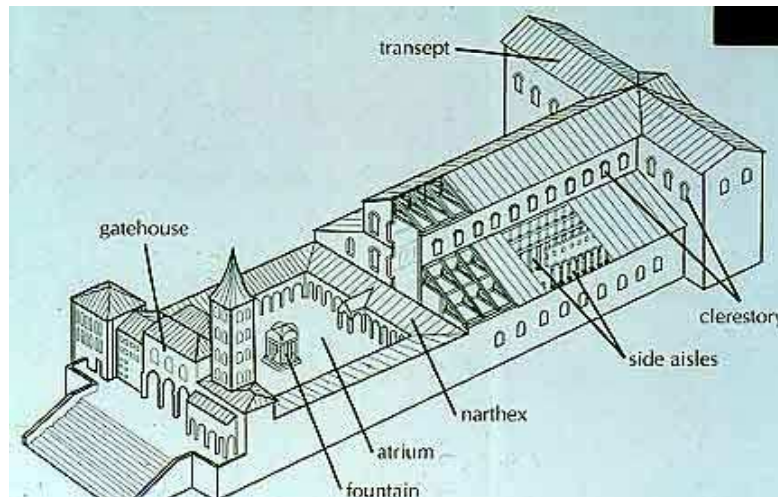 transept
gatehouse
clerestory
side aisles
narthex
atrium
fountain